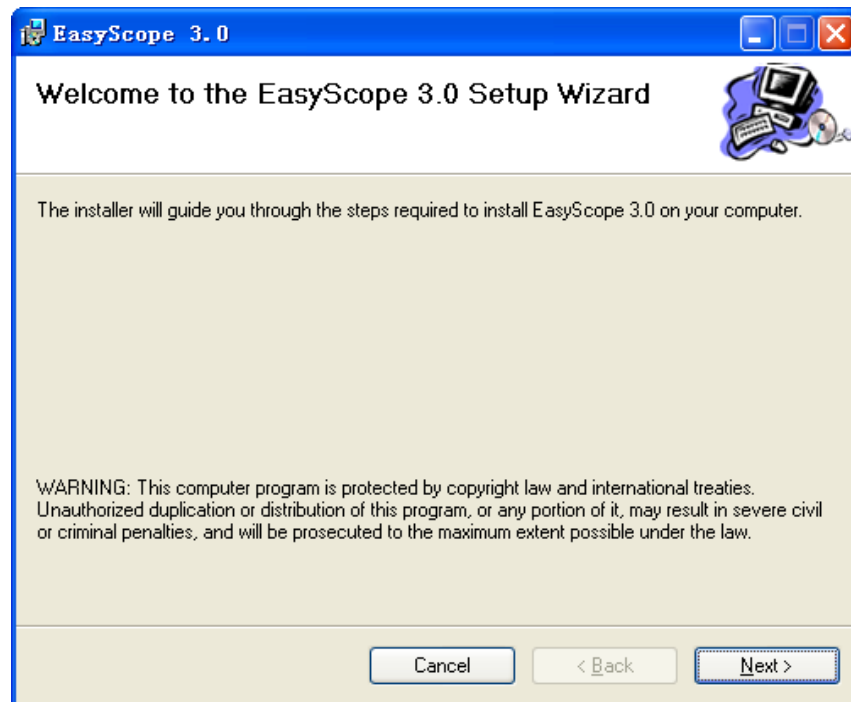 EasyScope 3.0
Welcome to the EasyScope 3.0 Setup Wizard
The installer will guide you through the steps required to install EasyScope 3.0 on your computer.
WARNING: This computer program is protected by copyright law and international treaties.
Unauthorized duplication or distribution of this program, or any portion of it, may result in severe civil
or criminal penalties, and will be prosecuted to the maximum extent possible under the law.
Cancel
< Back
Next >